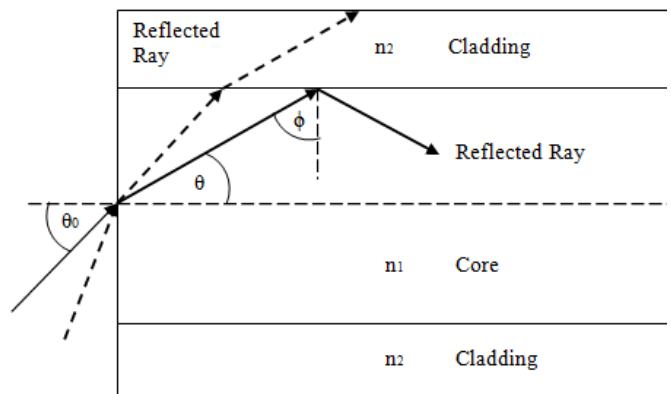 Reflected
Ray
n2 Cladding
ϕ
Reflected Ray
θ
θ0
n1 Core
n2 Cladding